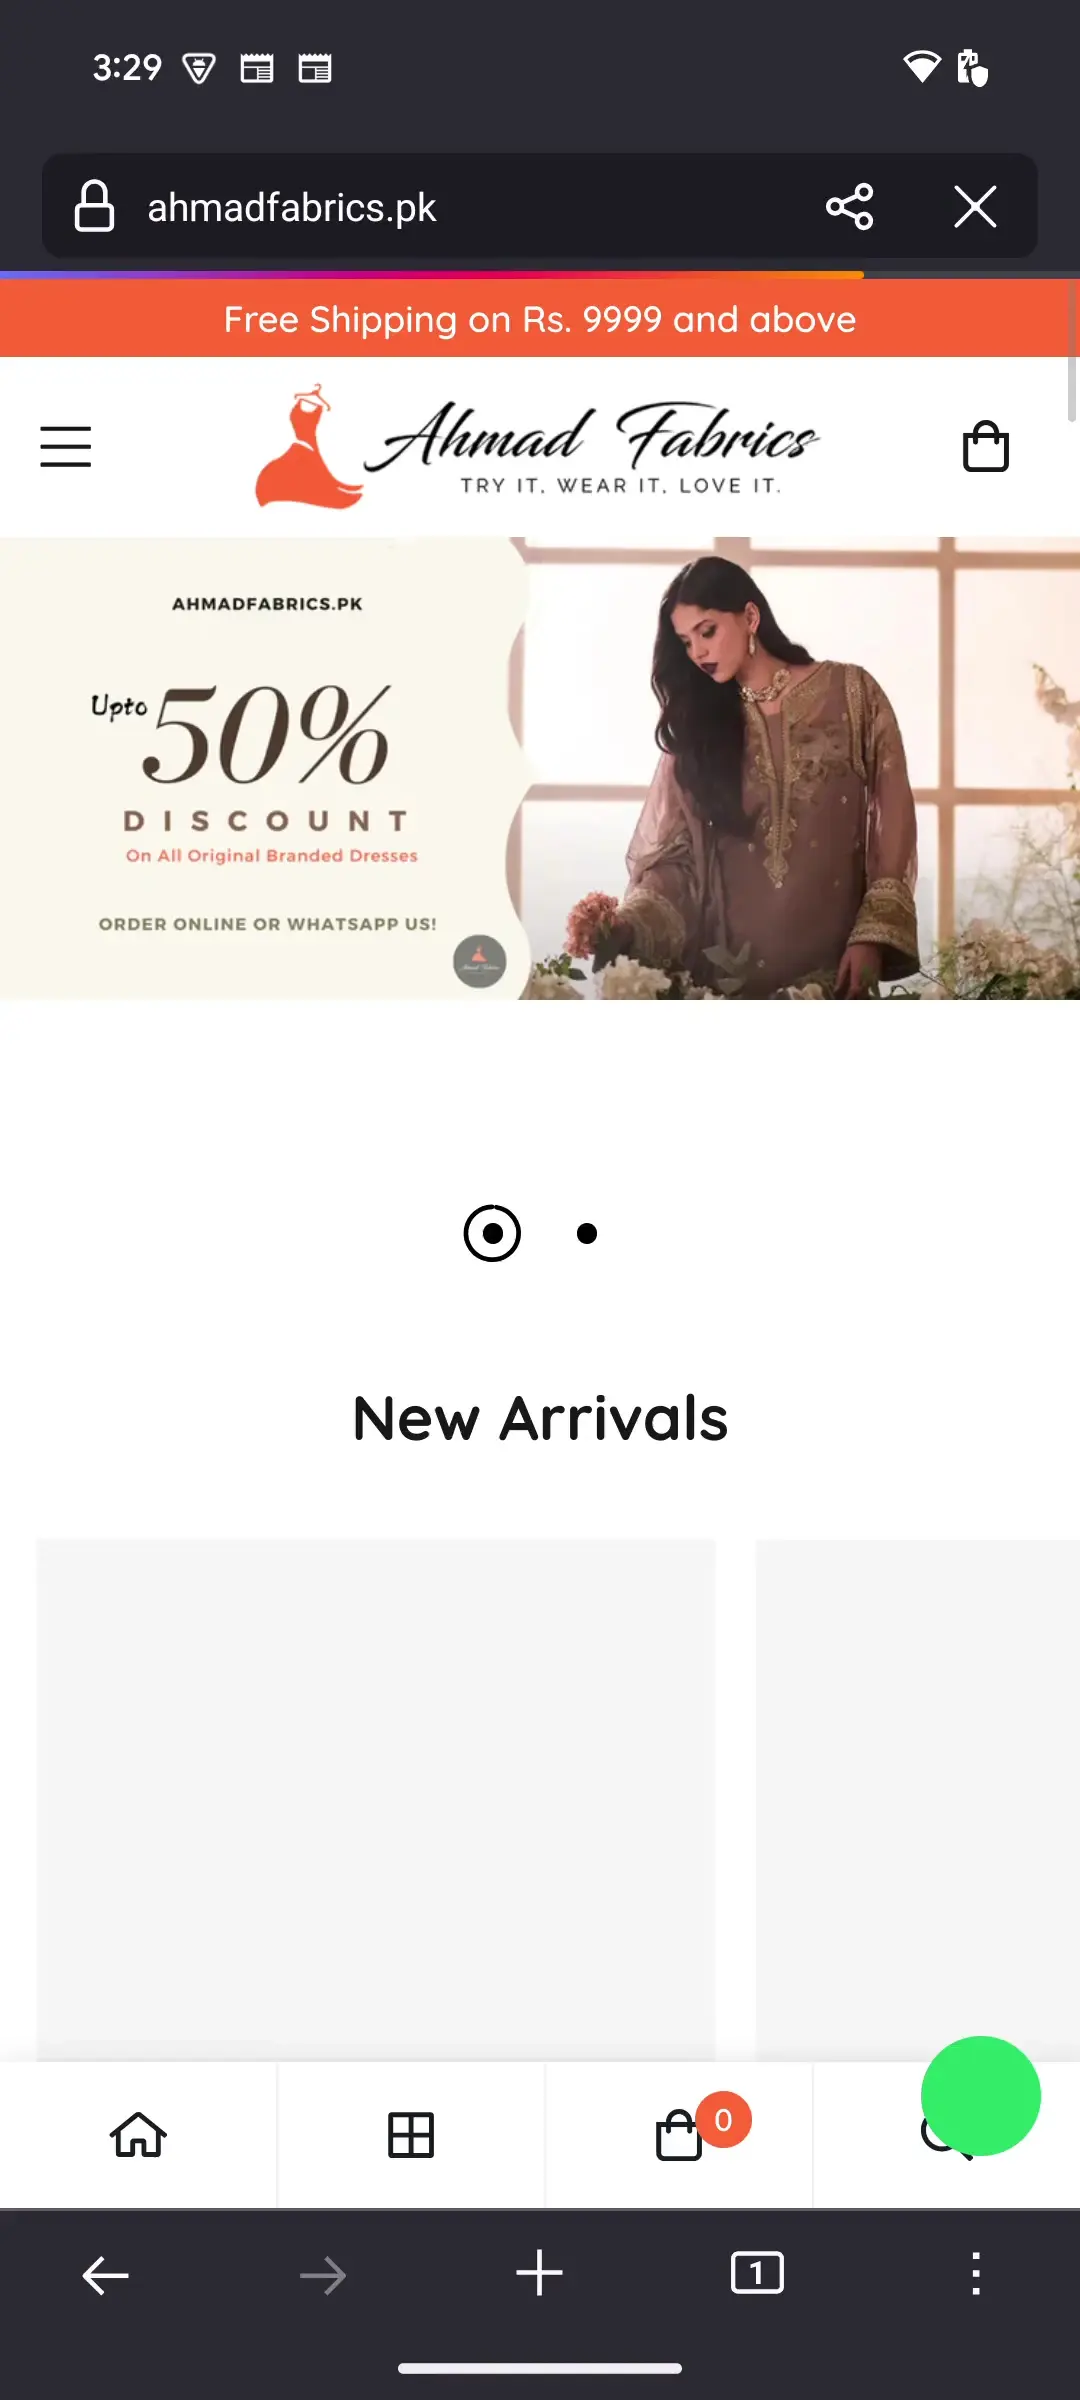 3:29
ahmadfabrics.pk
Free Shipping on Rs. 9999 and above
Ahmad Fabrics
TRY IT. WEAR IT. LOVE IT.
AHMADFABRICS.PK
Upto 50%
DISCOUNT
On All Original Branded Dresses
ORDER ONLINE OR WHATSAPP US!
New Arrivals
0
1